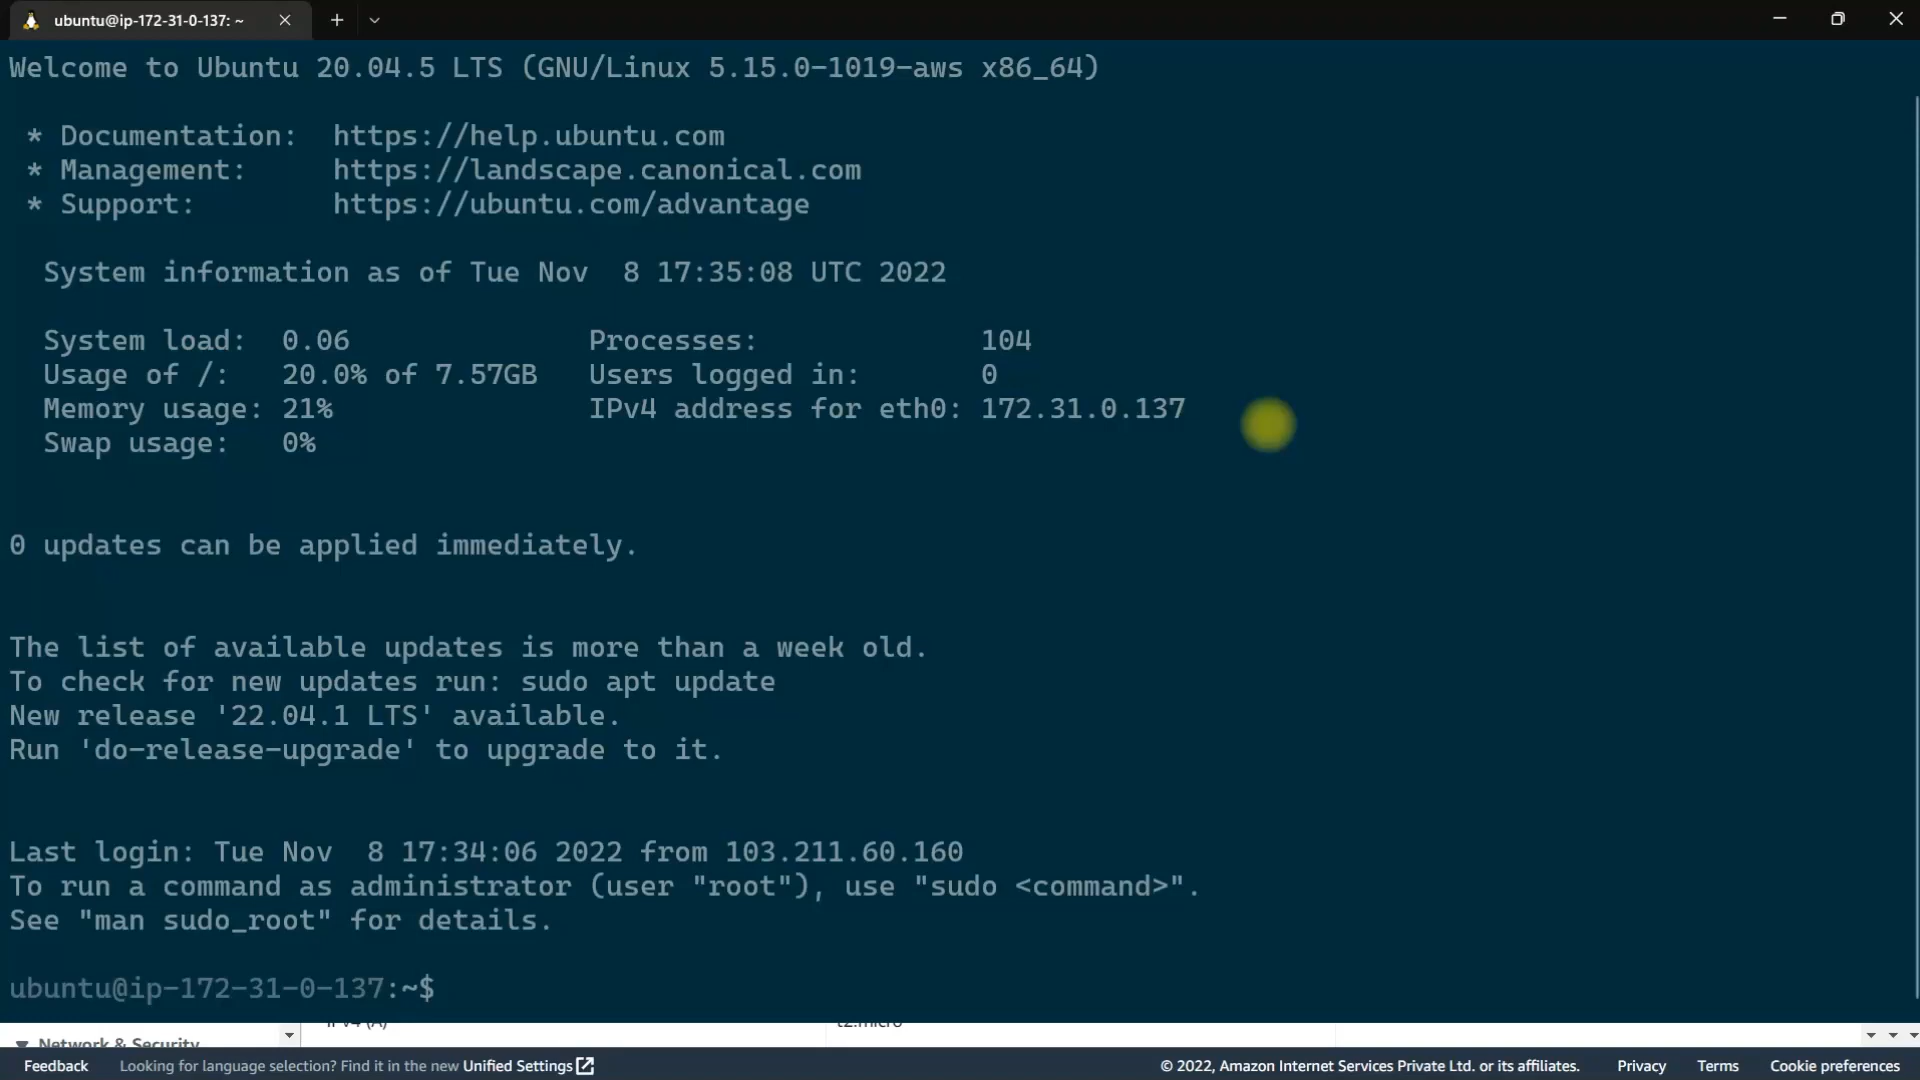 ubuntu@ip-172-31-0-137: ~
Welcome to Ubuntu 20.04.5 LTS (GNU/Linux 5.15.0-1019-aws x86_64)
* Documentation: https://help.ubuntu.com
* Management: https://landscape.canonical.com
* Support: https://ubuntu.com/advantage
System information as of Tue Nov 8 17:35:08 UTC 2022
System load: 0.06 Processes: 104
Usage of /: 20.0% of 7.57GB Users logged in: 0
Memory usage: 21% IPv4 address for eth0: 172.31.0.137
Swap usage: 0%
0 updates can be applied immediately.
The list of available updates is more than a week old.
To check for new updates run: sudo apt update
New release '22.04.1 LTS' available.
Run 'do-release-upgrade' to upgrade to it.
Last login: Tue Nov 8 17:34:06 2022 from 103.211.60.160
To run a command as administrator (user "root"), use "sudo <command>".
See "man sudo_root" for details.
ubuntu@ip-172-31-0-137:~$
IPv4 (A) t2.micro
Network & Security
Feedback Looking for language selection? Find it in the new Unified Settings © 2022, Amazon Internet Services Private Ltd. or its affiliates. Privacy Terms Cookie preferences